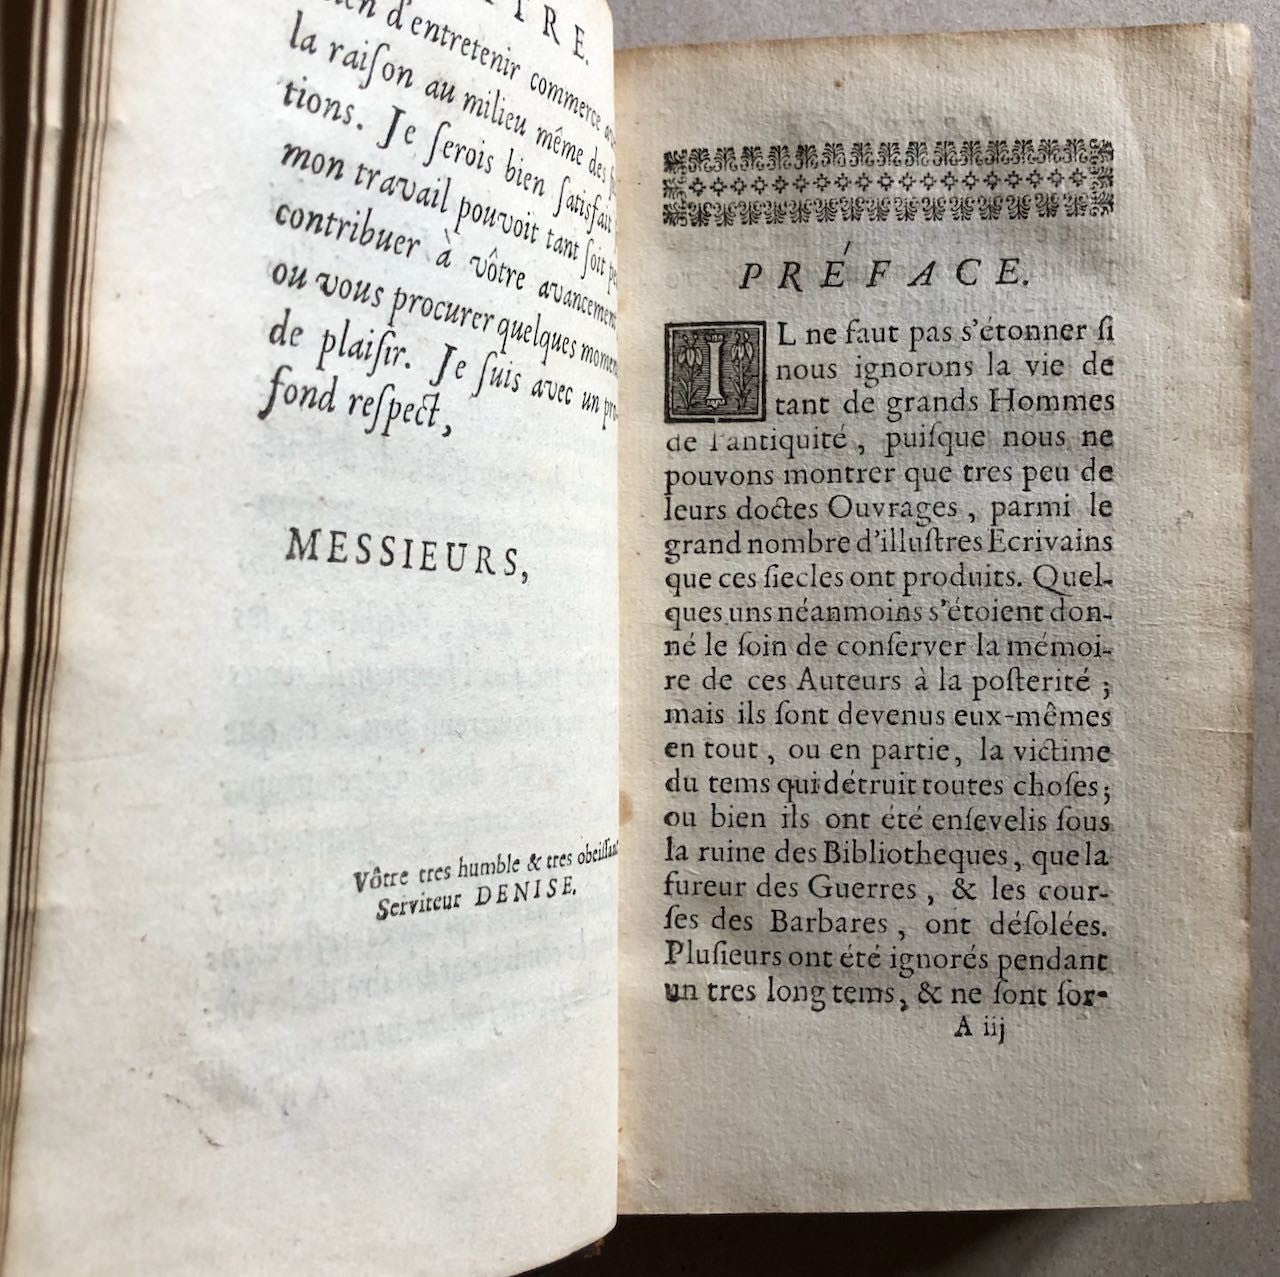 TRE.
d'entretenir commerce
la raiſon au milieu même des
tions. Je ſerois bien ſatisfait
mon travail pouvoit tant ſoit
contribuer à vôtre avancement
ou vous procurer quelques
de plaiſir. Je ſuis avec un
fond reſpect,
MESSIEURS,
Vôtre tres humble & tres
Serviteur DENISE.
PRÉFACE.
IL ne faut pas s'étonner ſi
nous ignorons la vie de
tant de grands Hommes
de l'antiquité, puiſque nous ne
pouvons montrer que tres peu de
leurs doctes Ouvrages, parmi le
grand nombre d'illuſtres Ecrivains
que ces ſiecles ont produits. Quel-
ques uns néanmoins s'étoient don-
né le ſoin de conſerver la mémoi-
re de ces Auteurs à la poſterité;
mais ils ſont devenus eux-mêmes
en tout, ou en partie, la victime
du tems qui détruit toutes choſes;
ou bien ils ont été enſevelis ſous
la ruine des Bibliotheques, que la
fureur des Guerres, & les cour-
ſes des Barbares, ont déſolées.
Pluſieurs ont été ignorés pendant
un tres long tems, & ne ſont ſor-
A iij